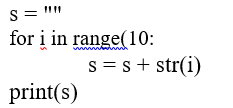 s = ""
for i in range(10:
s = s + str(i)
print(s)